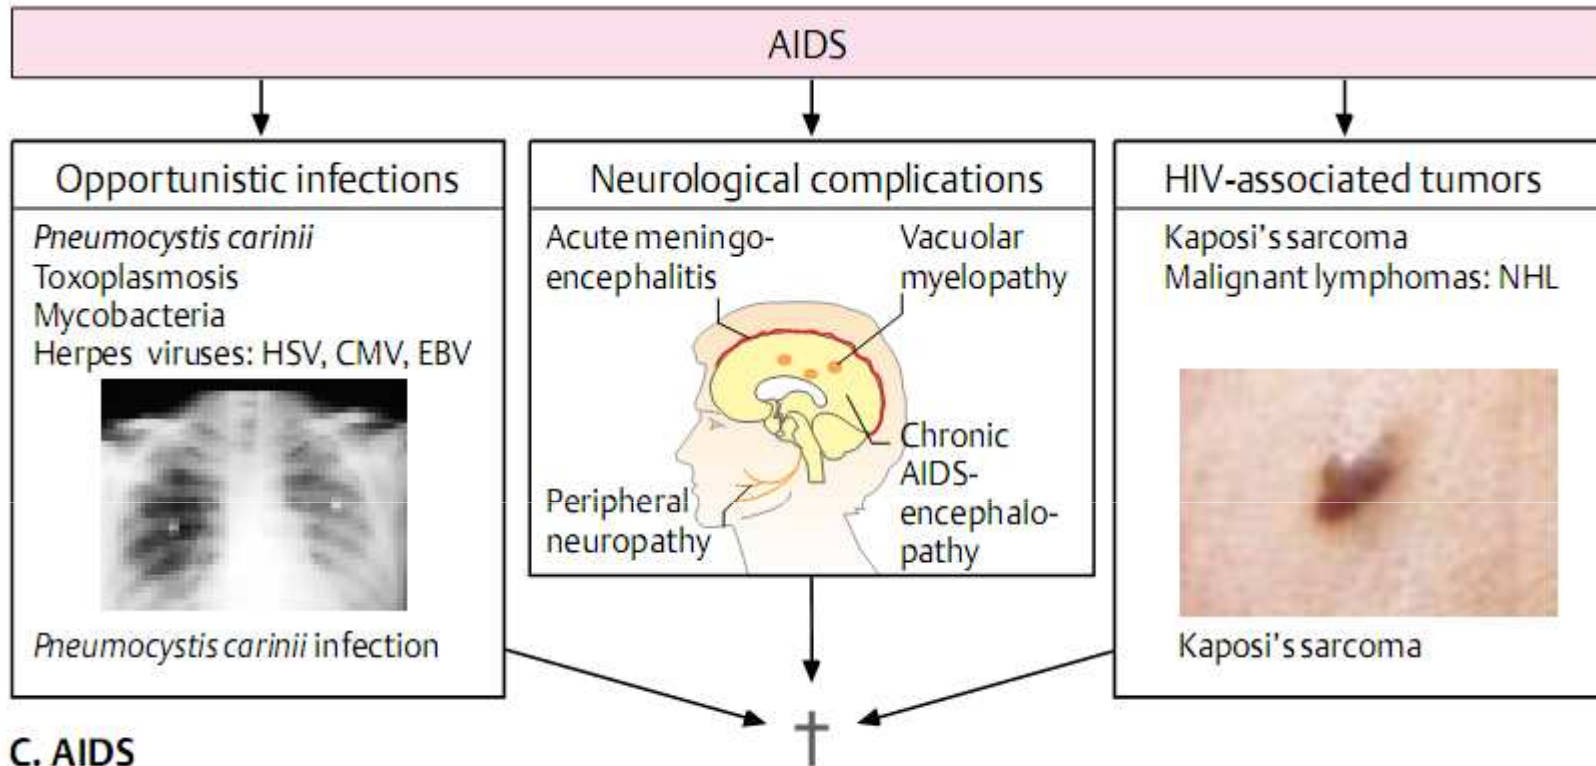 AIDS
Opportunistic infections
Pneumocystis carinii
Toxoplasmosis
Mycobacteria
Herpes viruses: HSV, CMV, EBV
Pneumocystis carinii infection
Neurological complications
Acute meningo-
encephalitis
Vacuolar
myelopathy
Peripheral
neuropathy
Chronic
AIDS-
encephalo-
pathy
HIV-associated tumors
Kaposi's sarcoma
Malignant lymphomas: NHL
Kaposi's sarcoma
C. AIDS